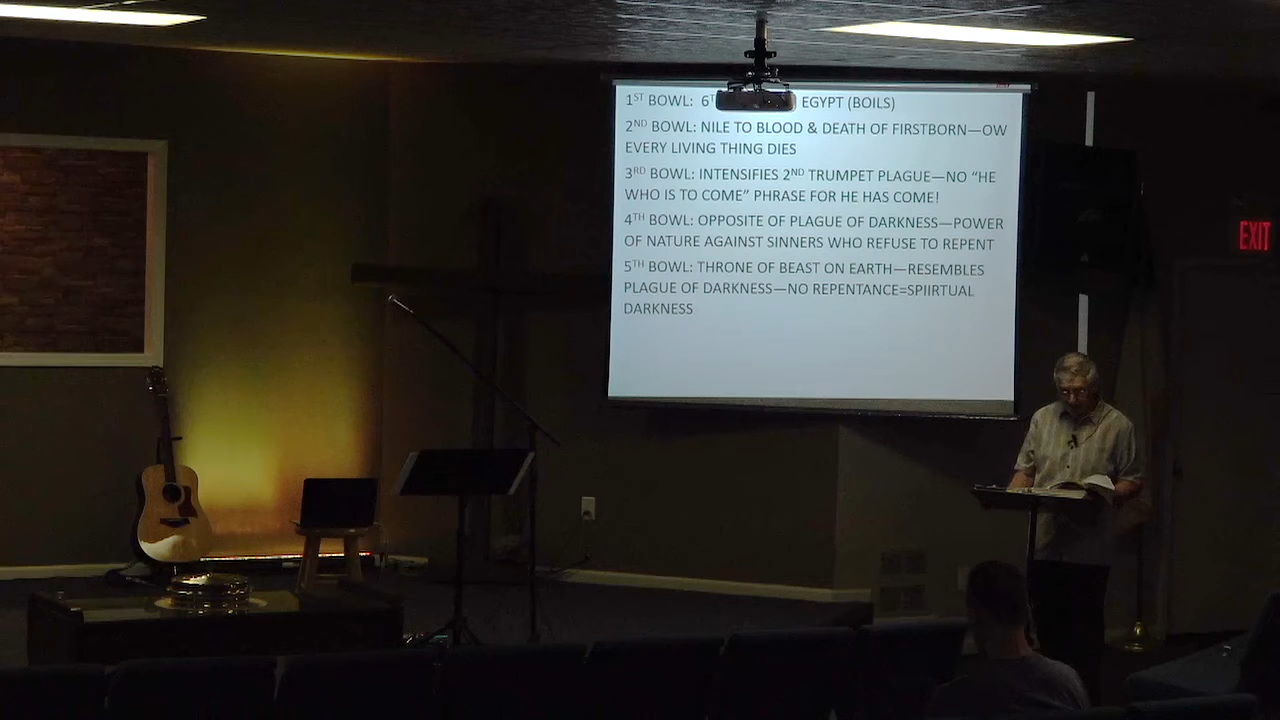 1ST BOWL: 6T EGYPT (BOILS)
2ND BOWL: NILE TO BLOOD & DEATH OF FIRSTBORN—OW
EVERY LIVING THING DIES
3RD BOWL: INTENSIFIES 2ND TRUMPET PLAGUE—NO "HE
WHO IS TO COME" PHRASE FOR HE HAS COME!
4TH BOWL: OPPOSITE OF PLAGUE OF DARKNESS—POWER
OF NATURE AGAINST SINNERS WHO REFUSE TO REPENT
5TH BOWL: THRONE OF BEAST ON EARTH—RESEMBLES
PLAGUE OF DARKNESS—NO REPENTANCE=SPIIRTUAL
DARKNESS
EXIT